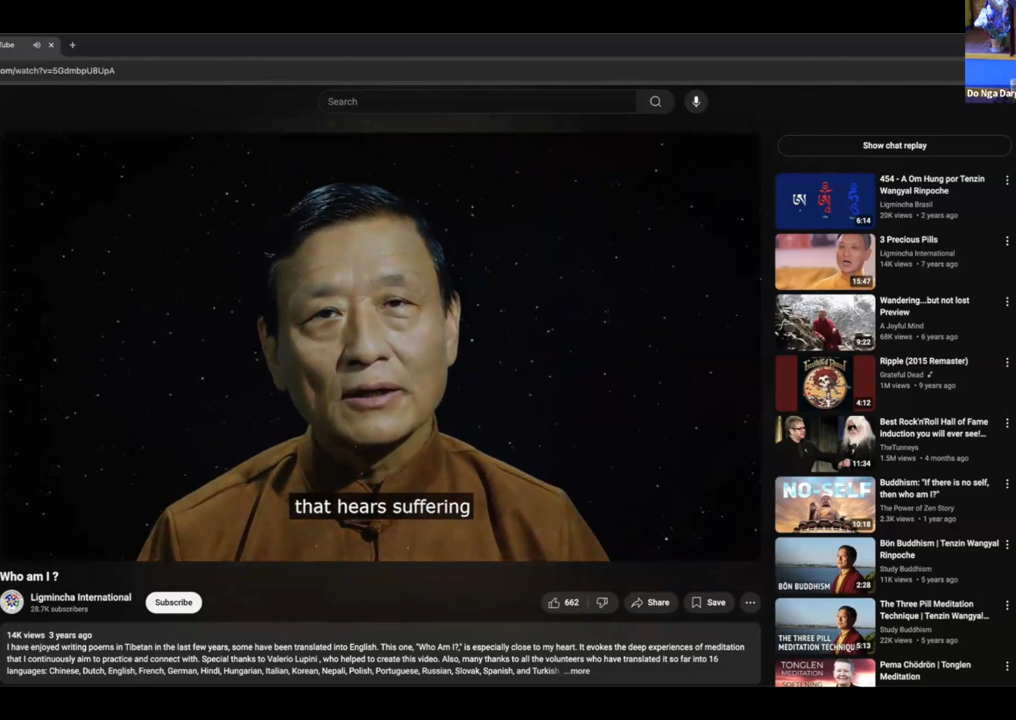 Tube
om/watch?v=5GdmbpU8UpA
Search
Do Nga Darg
Show chat replay
that hears suffering
Who am I ?
Ligmincha International
28.7K subscribers
Subscribe
662
Share
Save
14K views 3 years ago
I have enjoyed writing poems in Tibetan in the last few years, some have been translated into English. This one, "Who Am I?," is especially close to my heart. It evokes the deep experiences of meditation
that I continuously aim to practice and connect with. Special thanks to Valerio Lupini , who helped to create this video. Also, many thanks to all the volunteers who have translated it so far into 16
languages: Chinese, Dutch, English, French, German, Hindi, Hungarian, Italian, Korean, Nepali, Polish, Portuguese, Russian, Slovak, Spanish, and Turkish ...more
6:14
454 - A Om Hung por Tenzin
Wangyal Rinpoche
Ligmincha Brasil
20K views • 2 years ago
15:47
3 Precious Pills
Ligmincha International
14K views • 7 years ago
9:22
Wandering...but not lost
Preview
A Joyful Mind
68K views • 6 years ago
4:12
Ripple (2015 Remaster)
Grateful Dead
1M views • 9 years ago
11:34
Best Rock'n'Roll Hall of Fame
induction you will ever see!...
TheTunneys
1.5M views • 4 months ago
NO-SELF
10:18
Buddhism: "If there is no self,
then who am I?"
The Power of Zen Story
2.3K views • 1 year ago
BÖN BUDDHISM
2:28
Bön Buddhism | Tenzin Wangyal
Rinpoche
Study Buddhism
11K views • 5 years ago
THE THREE PILL
MEDITATION TECHNIQU
5:13
The Three Pill Meditation
Technique | Tenzin Wangyal...
Study Buddhism
22K views • 5 years ago
TONGLEN
MEDITATION
Pema Chödrön | Tonglen
Meditation